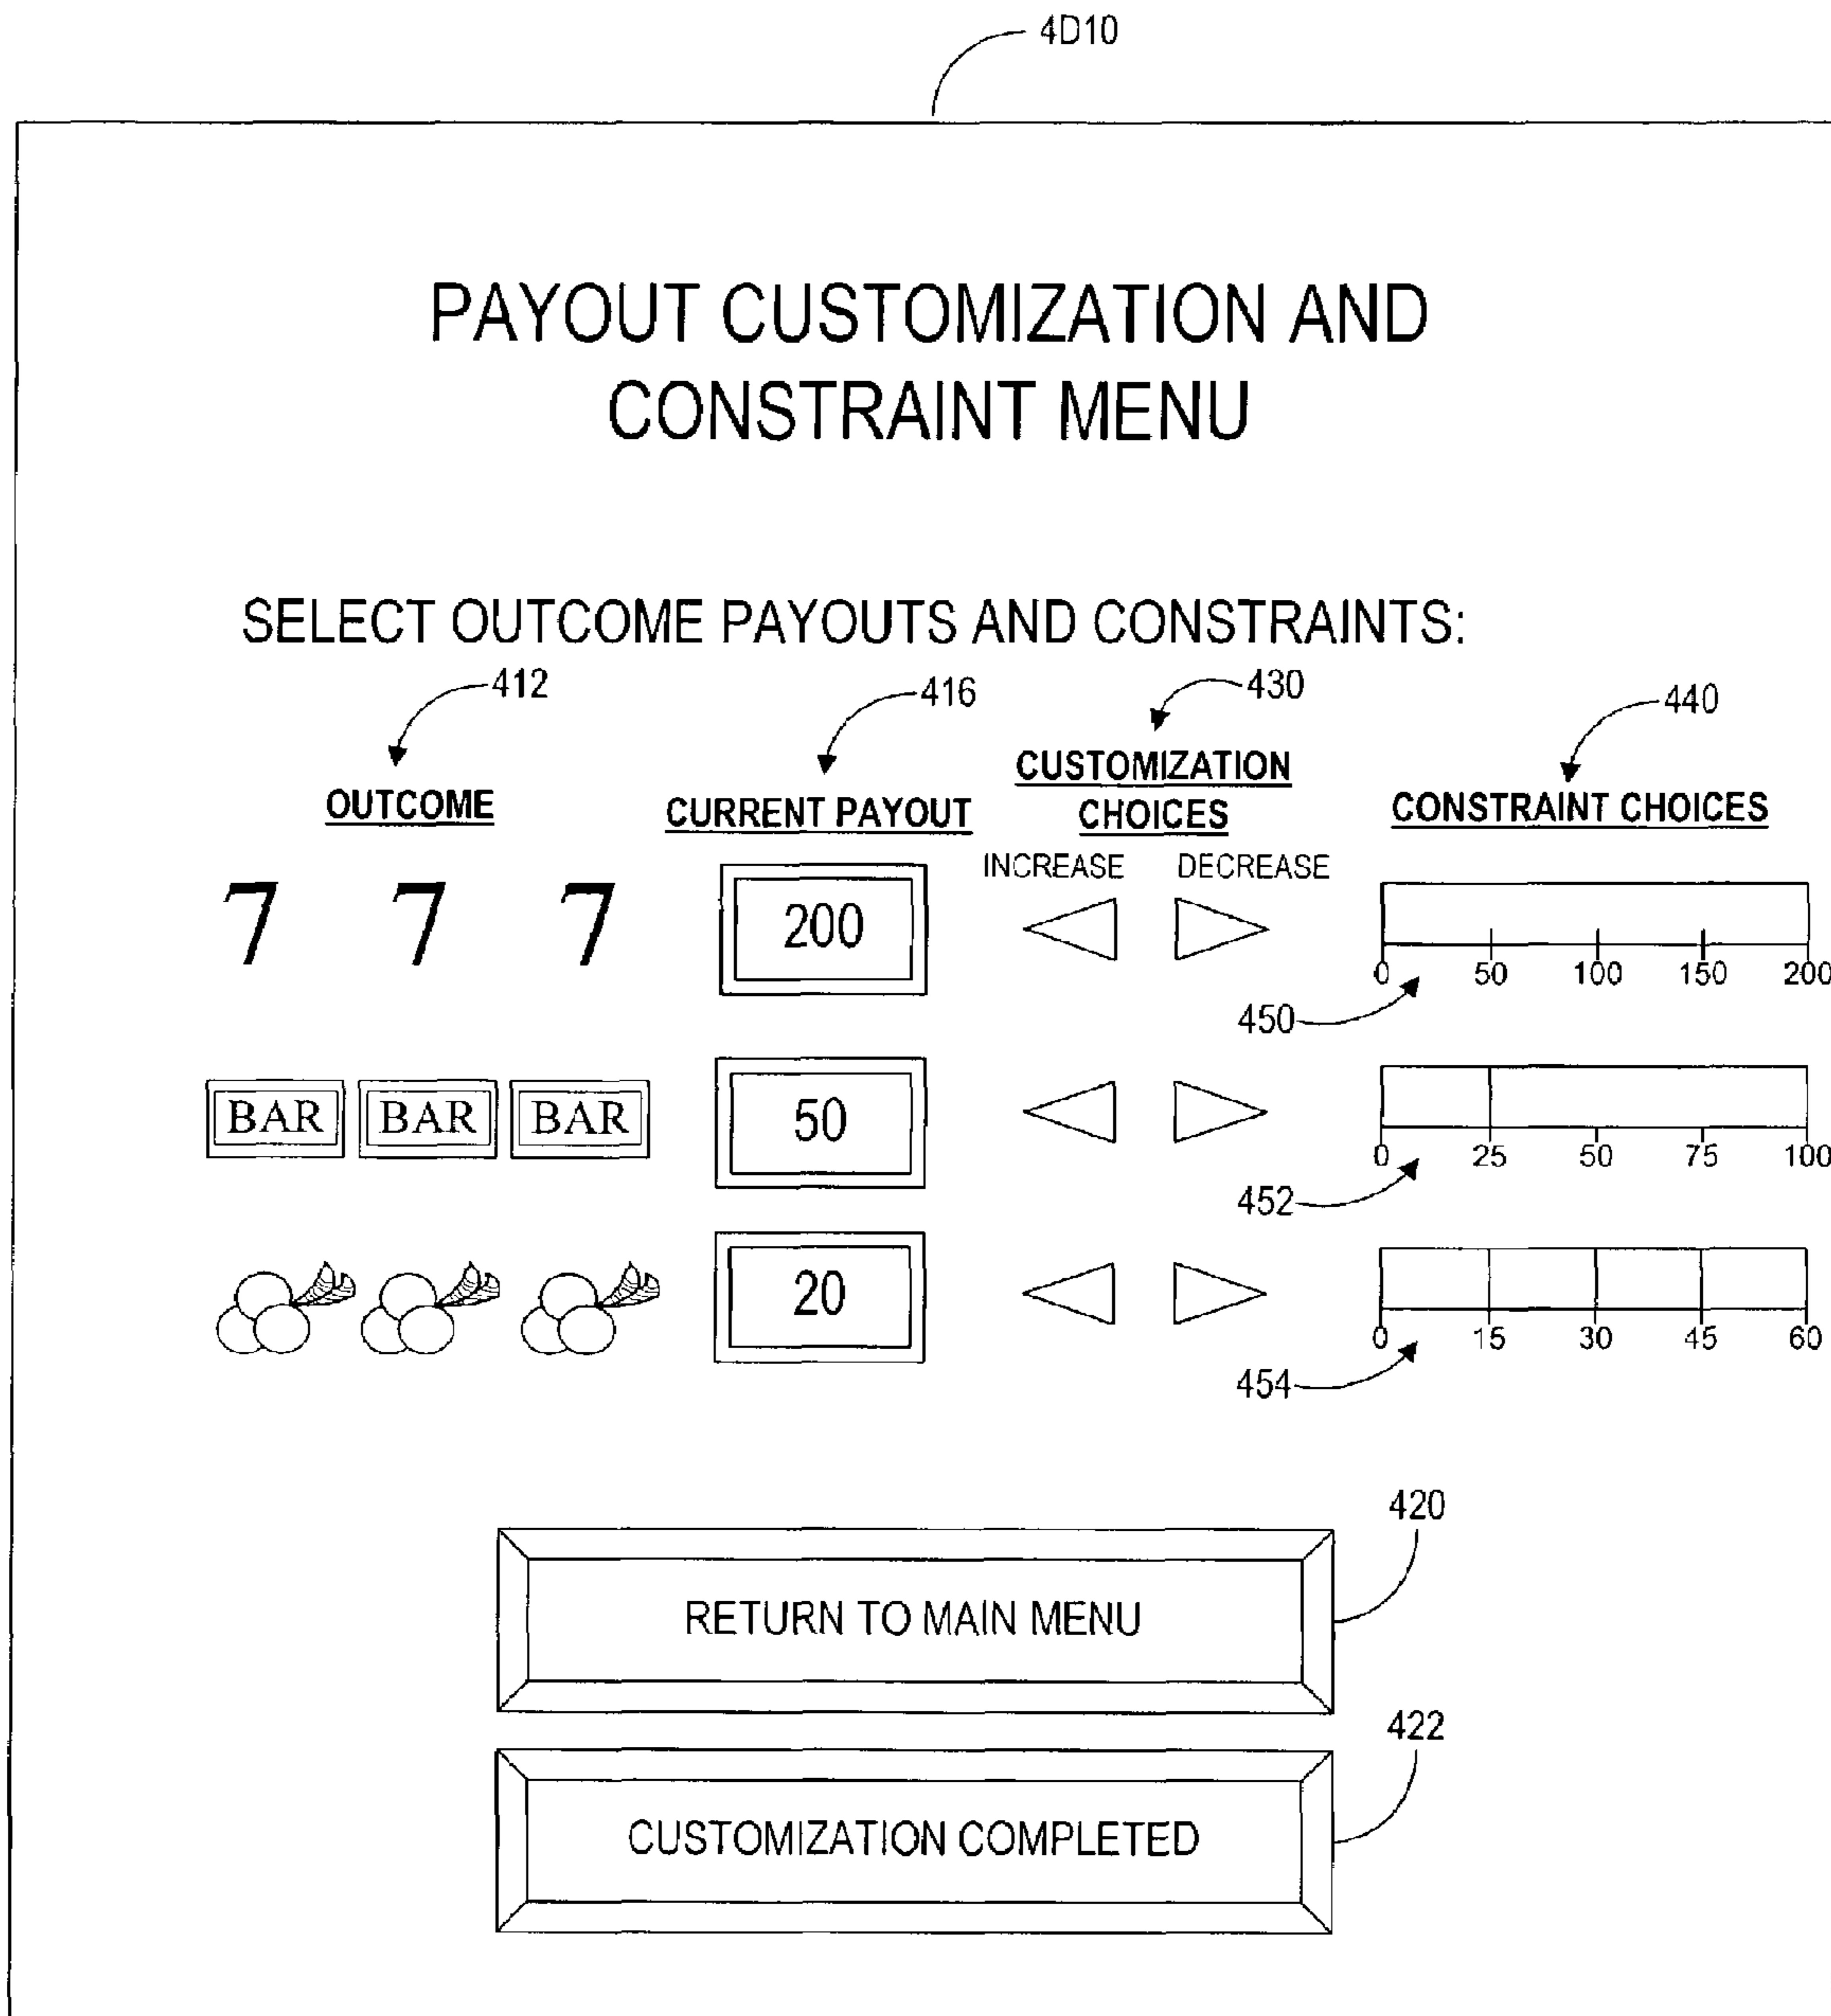 4D10
PAYOUT CUSTOMIZATION AND
CONSTRAINT MENU
SELECT OUTCOME PAYOUTS AND CONSTRAINTS:
412
416
430
440
OUTCOME
CURRENT PAYOUT
CUSTOMIZATION
CHOICES
CONSTRAINT CHOICES
INCREASE DECREASE
7 7 7
200
0 50 100 150 200
450
BAR BAR BAR
50
0 25 50 75 100
452
20
0 15 30 45 60
454
420
RETURN TO MAIN MENU
422
CUSTOMIZATION COMPLETED